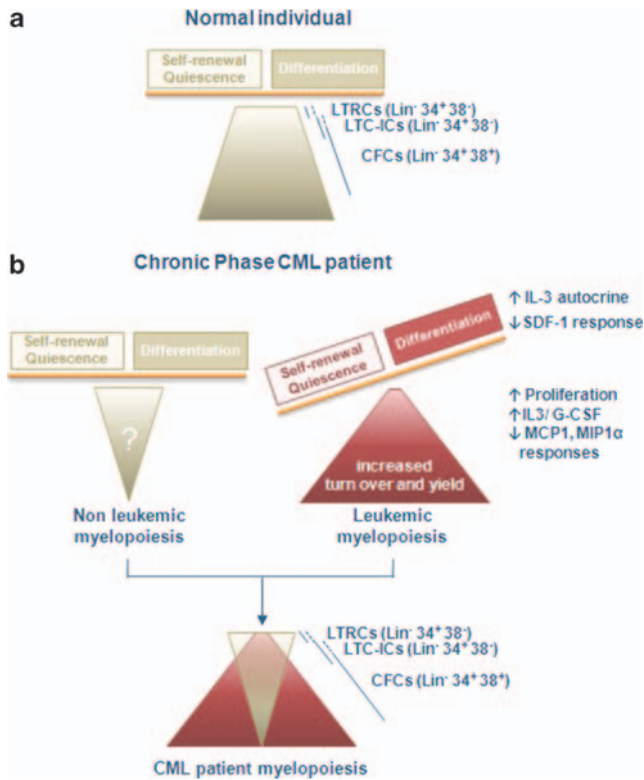 a
Normal individual
Self-renewal
Quiescence
Differentiation
LTRCs (Lin⁻ 34⁺ 38⁻)
LTC-ICs (Lin⁻ 34⁺ 38⁻)
CFCs (Lin⁻ 34⁺ 38⁺)
b
Chronic Phase CML patient
Self-renewal
Quiescence
Differentiation
Self-renewal
Quiescence
Differentiation
↑ IL-3 autocrine
↓ SDF-1 response
?
↑ Proliferation
↑IL3/ G-CSF
↓ MCP1, MIP1α
responses
increased
turn over and yield
Non leukemic
myelopoiesis
Leukemic
myelopoiesis
LTRCs (Lin⁻ 34⁺ 38⁻)
LTC-ICs (Lin⁻ 34⁺ 38⁻)
CFCs (Lin⁻ 34⁺ 38⁺)
CML patient myelopoiesis